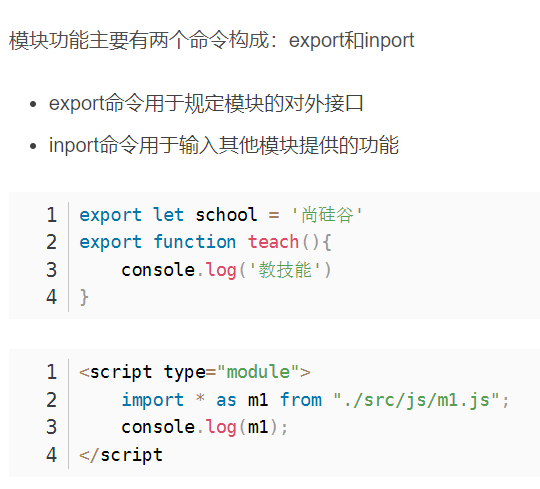 模块功能主要有两个命令构成：export和inport
• export命令用于规定模块的对外接口
• inport命令用于输入其他模块提供的功能
1 export let school = '尚硅谷'
2 export function teach(){
3     console.log('教技能')
4 }
1 <script type="module">
2     import * as m1 from "./src/js/m1.js";
3     console.log(m1);
4 </script